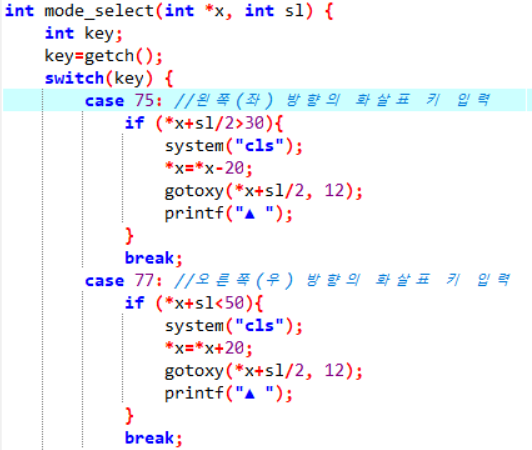 int mode_select(int *x, int sl) {
int key;
key=getch();
switch(key) {
case 75: //왼쪽(좌) 방향의 화살표 키 입력
if (*x+sl/2>30){
system("cls");
*x=*x-20;
gotoxy(*x+sl/2, 12);
printf("▲ ");
}
break;
case 77: //오른쪽(우) 방향의 화살표 키 입력
if (*x+sl<50){
system("cls");
*x=*x+20;
gotoxy(*x+sl/2, 12);
printf("▲ ");
}
break;